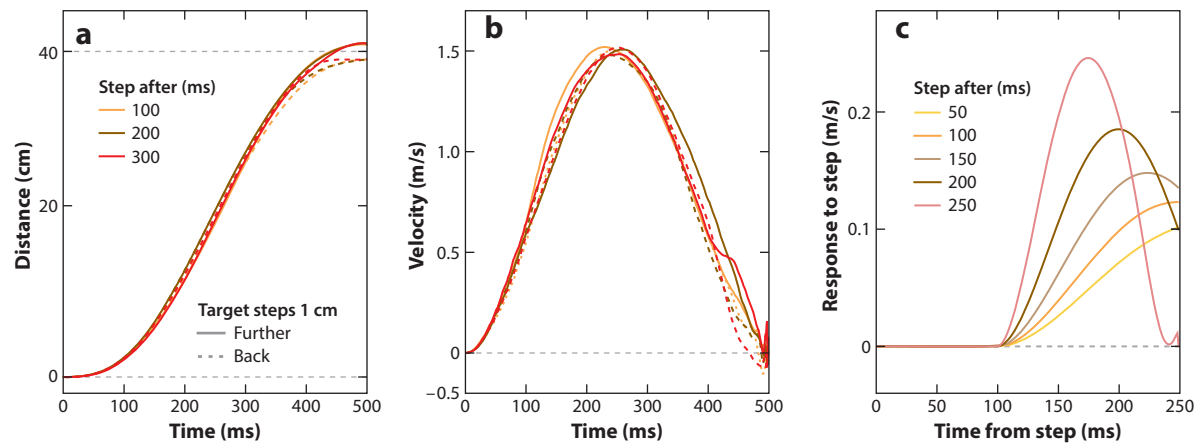 a
Distance (cm)
40
20
0
Step after (ms)
100
200
300
Target steps 1 cm
Further
Back
0
100
200
300
400
500
Time (ms)
b
Velocity (m/s)
1.5
1.0
0.5
0
−0.5
0
100
200
300
400
500
Time (ms)
c
Response to step (m/s)
0.2
0.1
0
Step after (ms)
50
100
150
200
250
0
50
100
150
200
250
Time from step (ms)